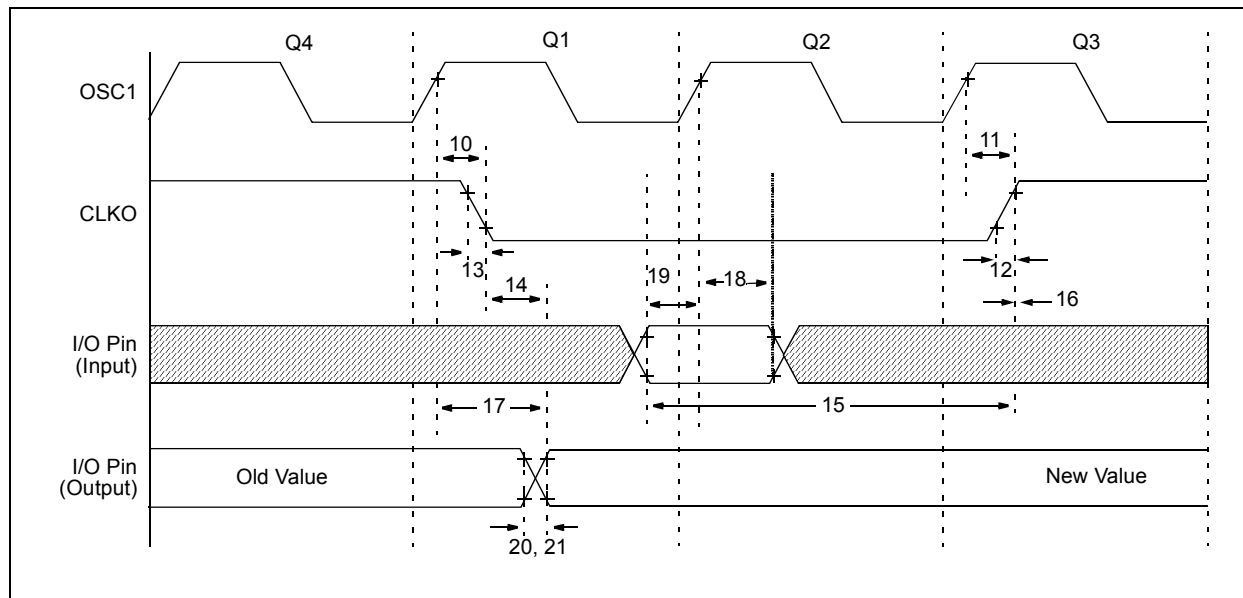 Q4 Q1 Q2 Q3
OSC1
10 11
CLKO
13 12
14 19 18 16
I/O Pin
(Input)
17 15
I/O Pin
(Output)
Old Value New Value
20, 21